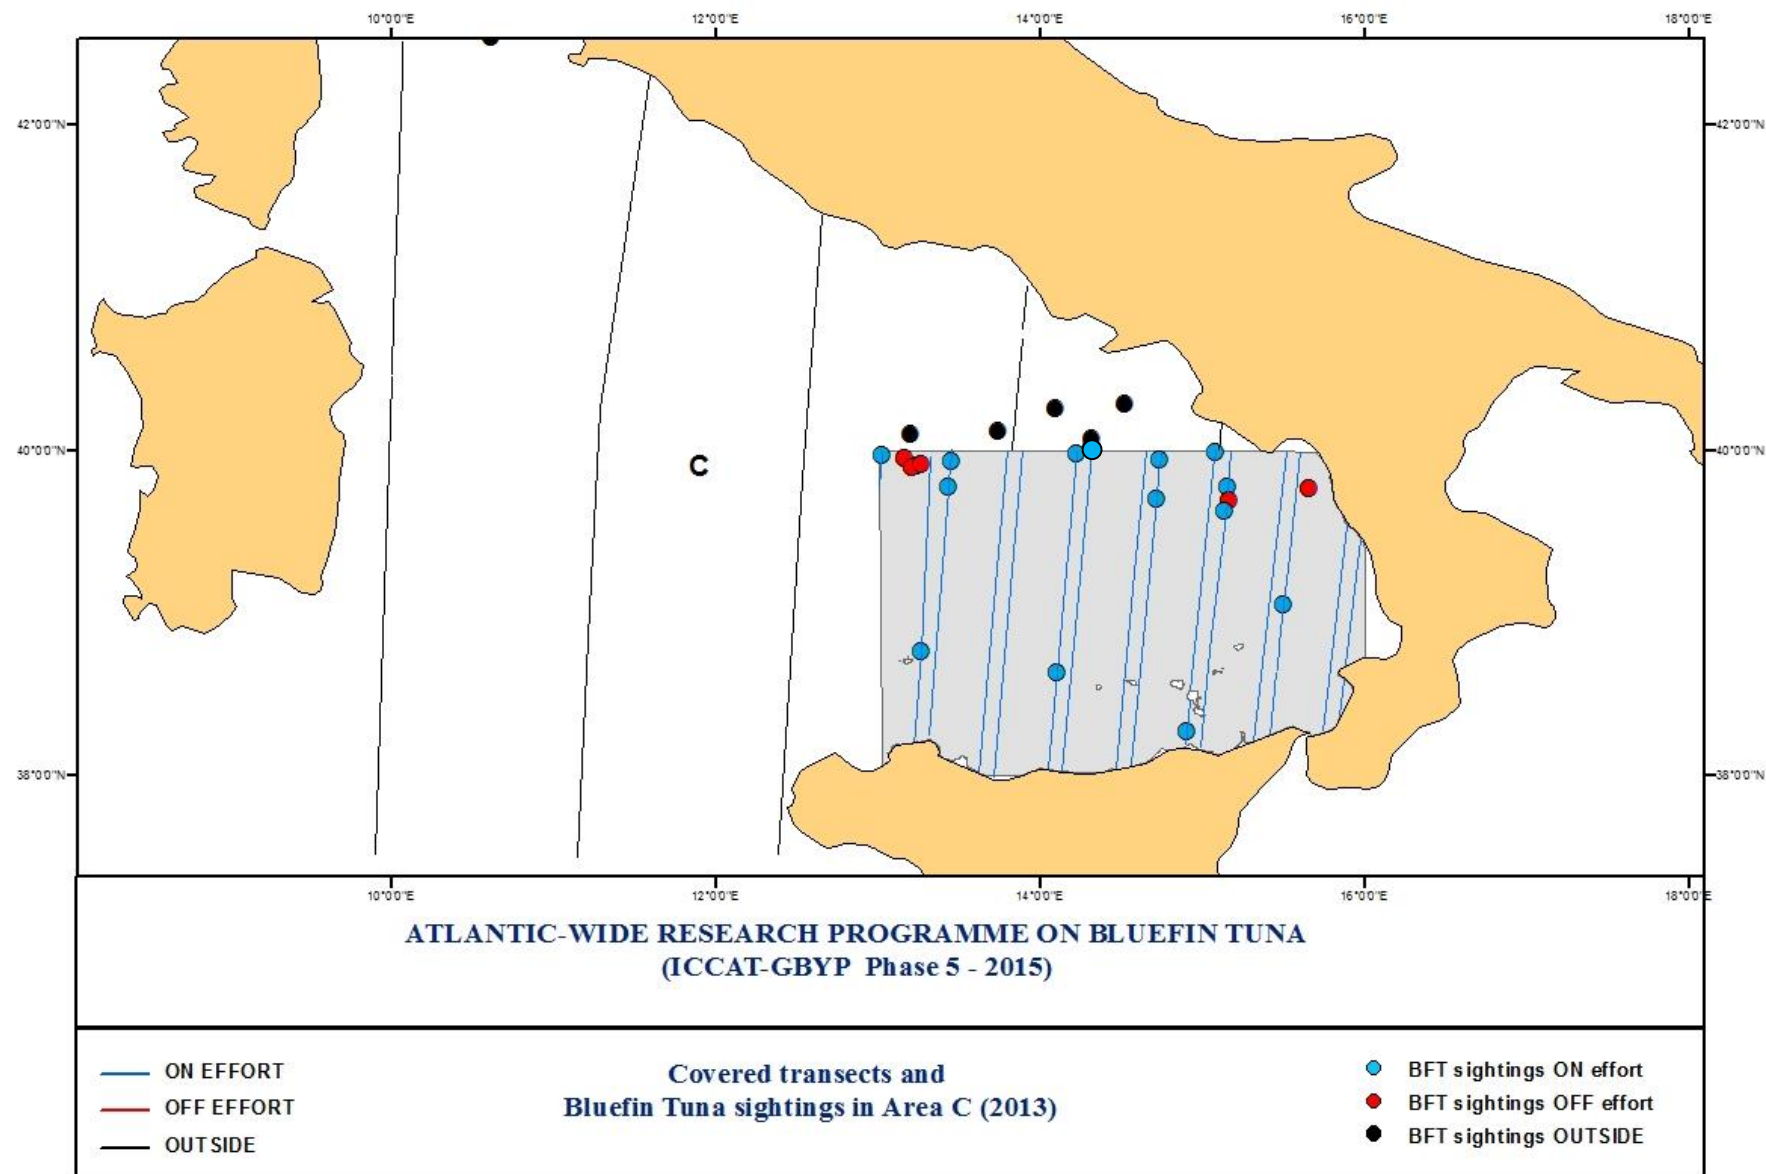 10°0'0"E 12°0'0"E 14°0'0"E 16°0'0"E 18°0'0"E
42°0'0"N 42°0'0"N
40°0'0"N 40°0'0"N
C
38°0'0"N 38°0'0"N
10°0'0"E 12°0'0"E 14°0'0"E 16°0'0"E 18°0'0"E
ATLANTIC-WIDE RESEARCH PROGRAMME ON BLUEFIN TUNA
(ICCAT-GBYP Phase 5 - 2015)
ON EFFORT
OFF EFFORT
OUTSIDE
Covered transects and
Bluefin Tuna sightings in Area C (2013)
BFT sightings ON effort
BFT sightings OFF effort
BFT sightings OUTSIDE